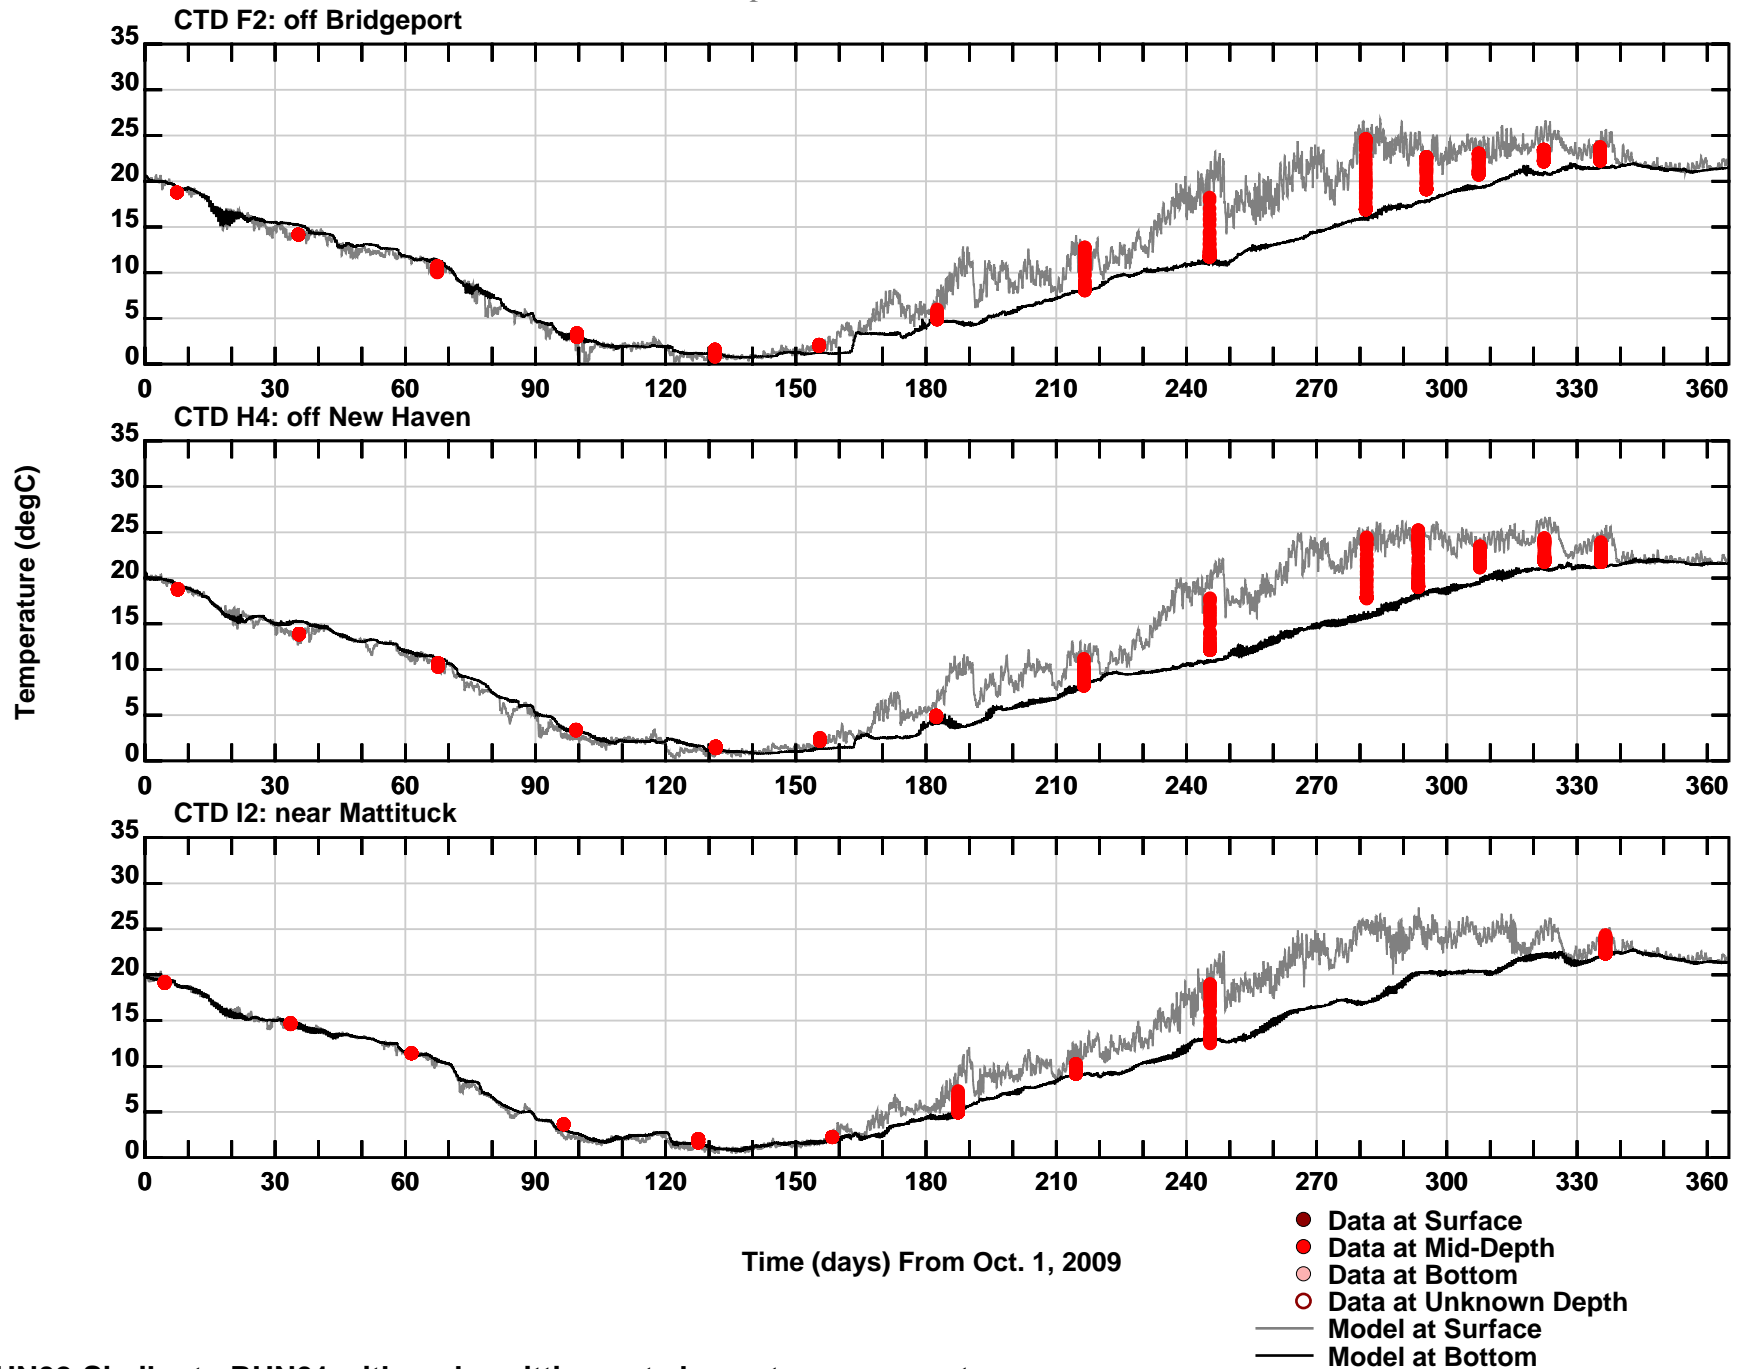 CTD F2: off Bridgeport
35
30
25
20
15
10
5
0
0 30 60 90 120 150 180 210 240 270 300 330 360
CTD H4: off New Haven
35
30
25
20
15
10
5
0
0 30 60 90 120 150 180 210 240 270 300 330 360
CTD I2: near Mattituck
35
30
25
20
15
10
5
0
0 30 60 90 120 150 180 210 240 270 300 330 360
Temperature (degC)
Time (days) From Oct. 1, 2009
Data at Surface
Data at Mid-Depth
Data at Bottom
Data at Unknown Depth
Model at Surface
Model at Bottom